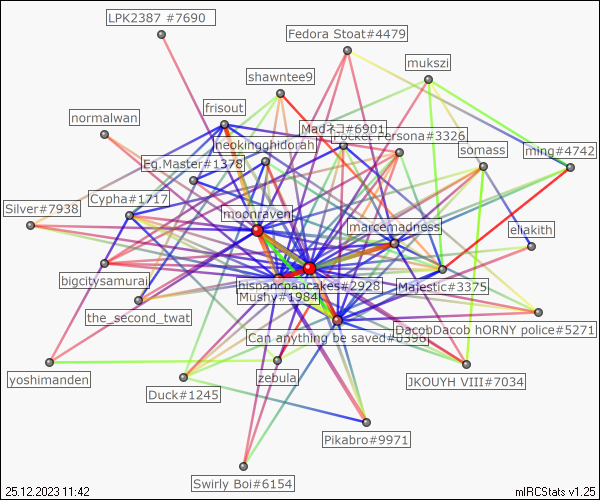 LPK2387 #7690
Fedora Stoat#4479
mukszi
shawntee9
frisout
normalwan
Madネコ#6901
Pocket Persona#3326
neokingghidorah
somass
ming#4742
Eg.Master#1378
Cypha#1717
Silver#7938
moonraven
marcemadness
eliakith
bigcitysamurai
hispanicpancakes#2928
Majestic#3375
Mushy#1984
the_second_twat
DacobDacob hORNY police#5271
Can anything be saved#0398
yoshimanden
zebula
JKOUYH VIII#7034
Duck#1245
Pikabro#9971
Swirly Boi#6154
25.12.2023 11:42
mIRCStats v1.25